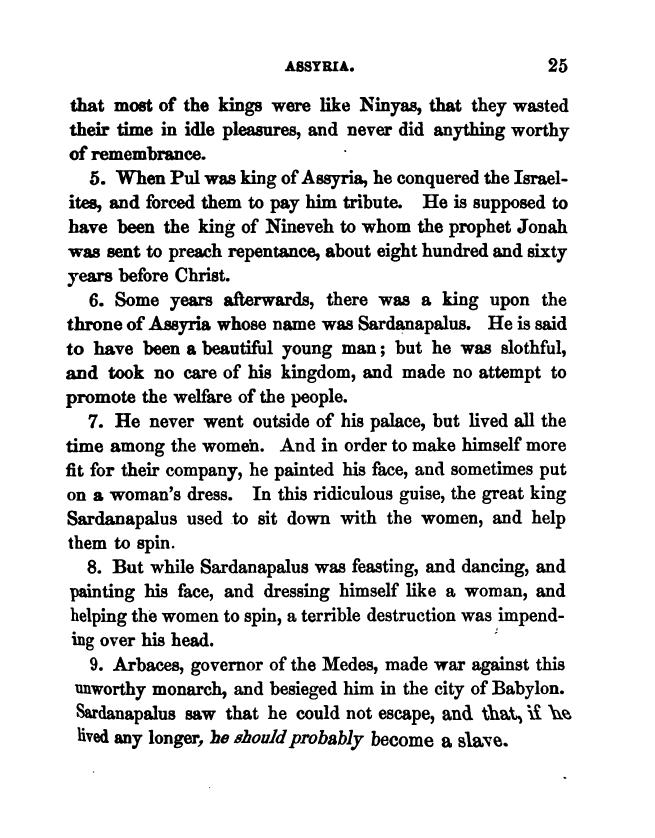 ASSYRIA. 25
that most of the kings were like Ninyas, that they wasted
their time in idle pleasures, and never did anything worthy
of remembrance.
5. When Pul was king of Assyria, he conquered the Israel-
ites, and forced them to pay him tribute. He is supposed to
have been the king of Nineveh to whom the prophet Jonah
was sent to preach repentance, about eight hundred and sixty
years before Christ.
6. Some years afterwards, there was a king upon the
throne of Assyria whose name was Sardanapalus. He is said
to have been a beautiful young man; but he was slothful,
and took no care of his kingdom, and made no attempt to
promote the welfare of the people.
7. He never went outside of his palace, but lived all the
time among the women. And in order to make himself more
fit for their company, he painted his face, and sometimes put
on a woman's dress. In this ridiculous guise, the great king
Sardanapalus used to sit down with the women, and help
them to spin.
8. But while Sardanapalus was feasting, and dancing, and
painting his face, and dressing himself like a woman, and
helping the women to spin, a terrible destruction was impend-
ing over his head.
9. Arbaces, governor of the Medes, made war against this
unworthy monarch, and besieged him in the city of Babylon.
Sardanapalus saw that he could not escape, and that, if he
lived any longer, he should probably become a slave.